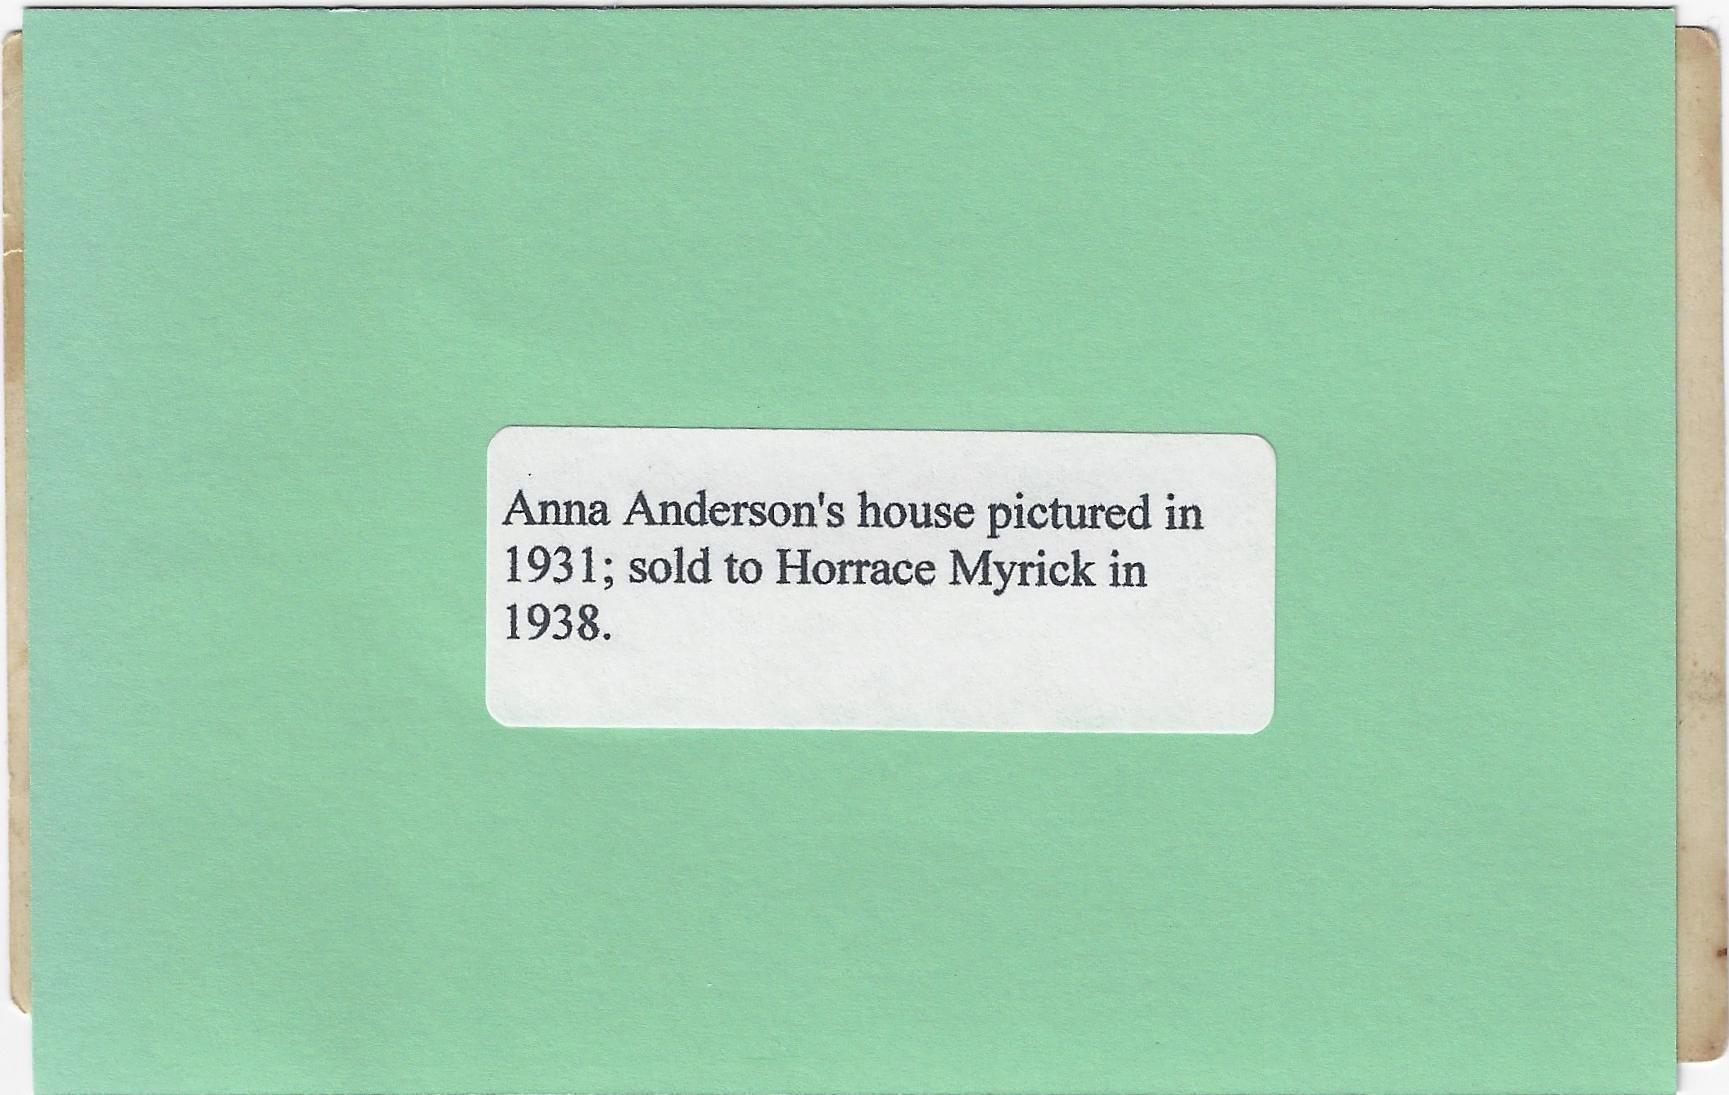 Anna Anderson's house pictured in
1931; sold to Horrace Myrick in
1938.